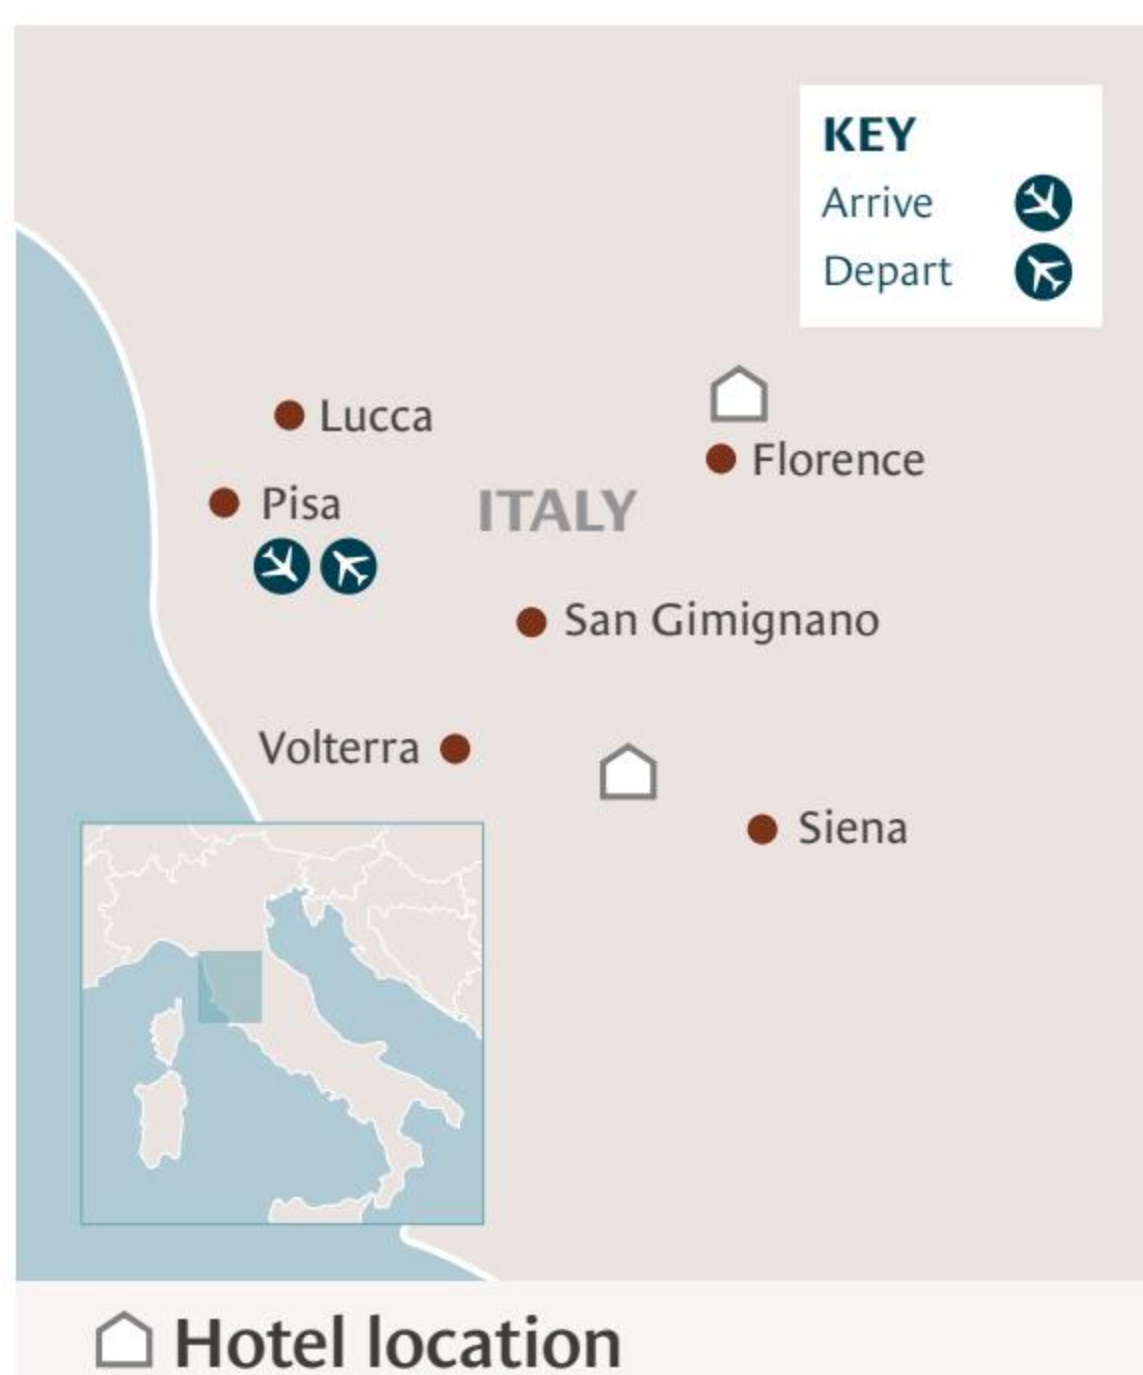 KEY
Arrive
Depart
Lucca
Florence
Pisa
ITALY
San Gimignano
Volterra
Siena
Hotel location